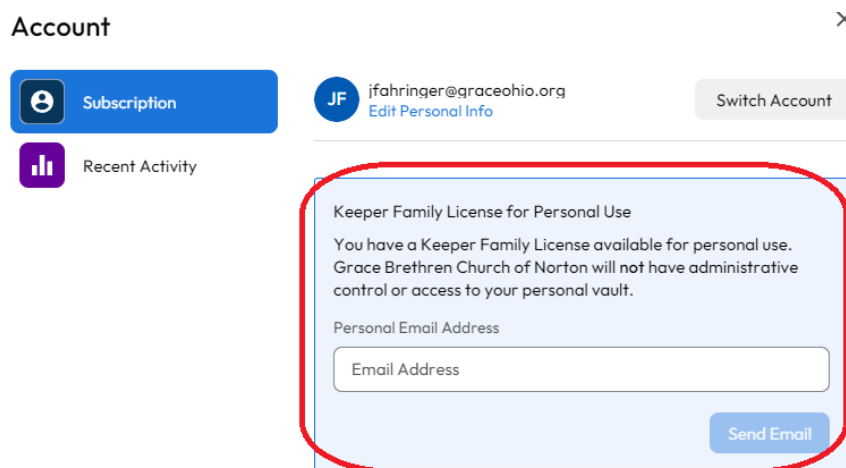 Account
Subscription
Recent Activity
JF
jfahringer@graceohio.org
Edit Personal Info
Switch Account
Keeper Family License for Personal Use
You have a Keeper Family License available for personal use.
Grace Brethren Church of Norton will not have administrative
control or access to your personal vault.
Personal Email Address
Email Address
Send Email